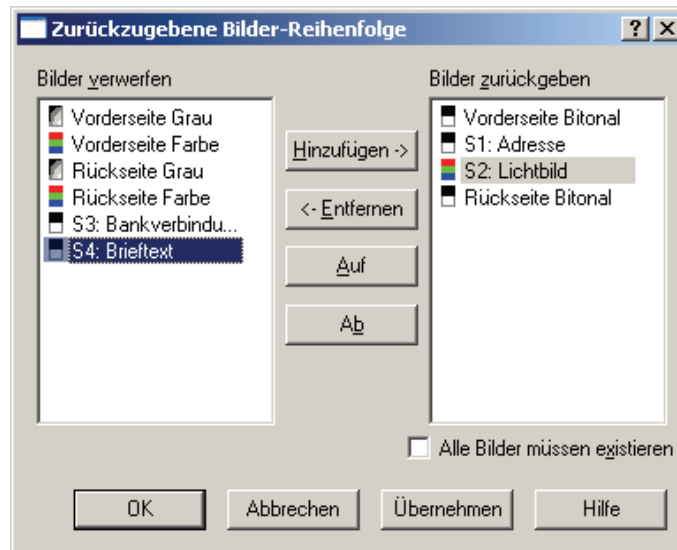 Zurückzugebene Bilder-Reihenfolge
Bilder verwerfen
Vorderseite Grau
Vorderseite Farbe
Rückseite Grau
Rückseite Farbe
S3: Bankverbindu...
S4: Brieftext
Hinzufügen ->
<- Entfernen
Auf
Ab
Bilder zurückgeben
Vorderseite Bitonal
S1: Adresse
S2: Lichtbild
Rückseite Bitonal
Alle Bilder müssen existieren
OK
Abbrechen
Übernehmen
Hilfe